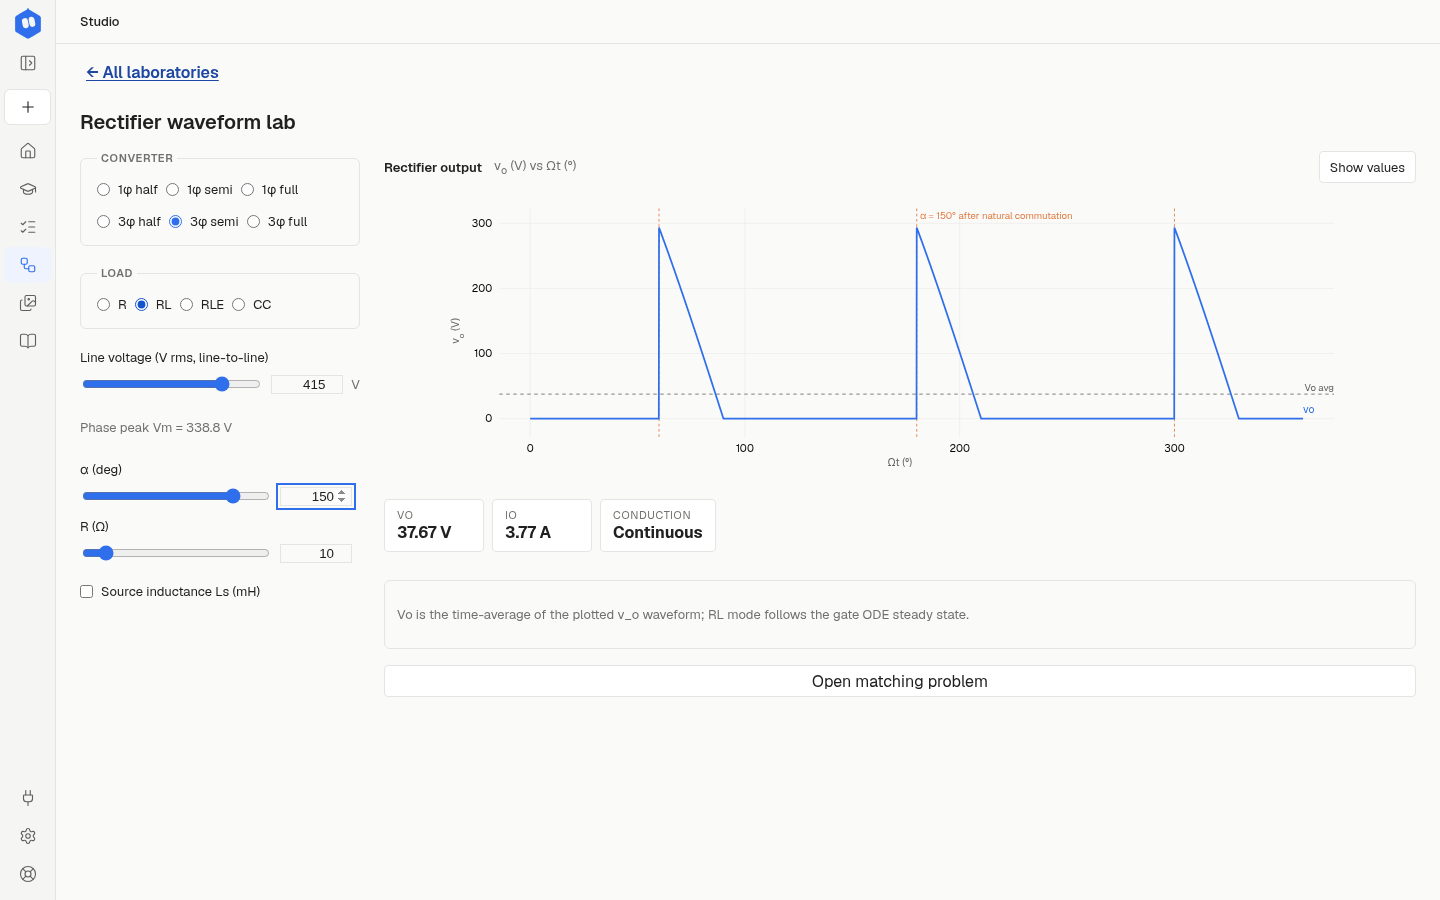 Studio
← All laboratories
Rectifier waveform lab
CONVERTER
1φ half 1φ semi 1φ full
3φ half 3φ semi 3φ full
LOAD
R RL RLE CC
Line voltage (V rms, line-to-line)
415 V
Phase peak Vm = 338.8 V
α (deg)
150
R (Ω)
10
Source inductance Ls (mH)
Rectifier output vo (V) vs Ωt (°)
Show values
α = 150° after natural commutation
300
200
100
0
vo (V)
Vo avg
vo
0 100 200 300
Ωt (°)
VO
37.67 V
IO
3.77 A
CONDUCTION
Continuous
Vo is the time-average of the plotted v_o waveform; RL mode follows the gate ODE steady state.
Open matching problem